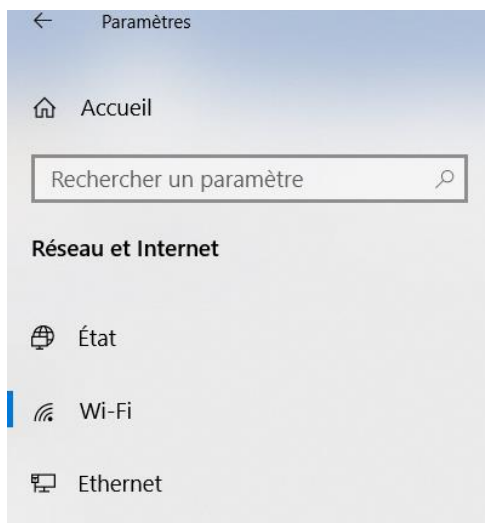 Paramètres
Accueil
Rechercher un paramètre
Réseau et Internet
État
Wi-Fi
Ethernet